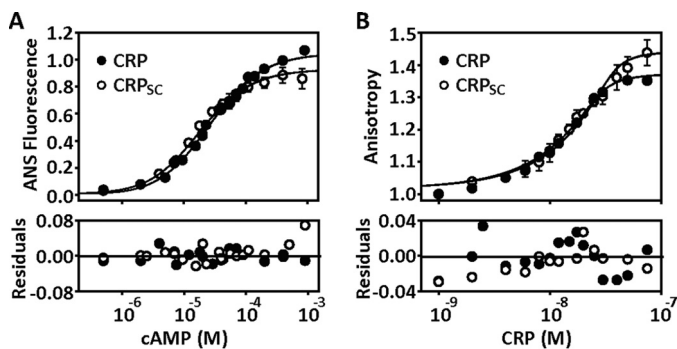 A
ANS Fluorescence
1.2
1.0
0.8
0.6
0.4
0.2
0.0
CRP
CRPSC
Residuals
0.08
0.00
-0.08
10-6
10-5
10-4
10-3
cAMP (M)
B
Anisotropy
1.5
1.4
1.3
1.2
1.1
1.0
CRP
CRPSC
Residuals
0.04
0.00
-0.04
10-9
10-8
10-7
CRP (M)